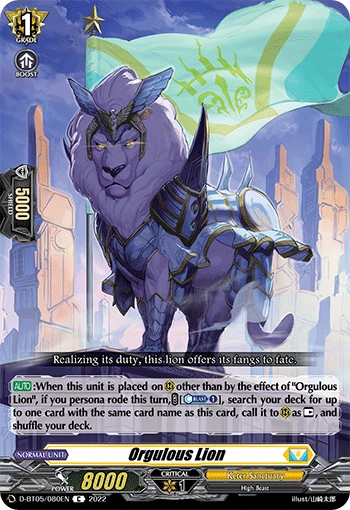 1
GRADE
BOOST
5000
SHIELD
Realizing its duty, this lion offers its fangs to fate.
AUTO:When this unit is placed on other than by the effect of "Orgulous
Lion", if you persona rode this turn, [C BLAST 1], search your deck for up
to one card with the same card name as this card, call it to as , and
shuffle your deck.
NORMAL UNIT
Orgulous Lion
POWER 8000
CRITICAL
1
Keter Sanctuary
High Beast
D-BT05/080EN C 2022
illust/山崎太郎